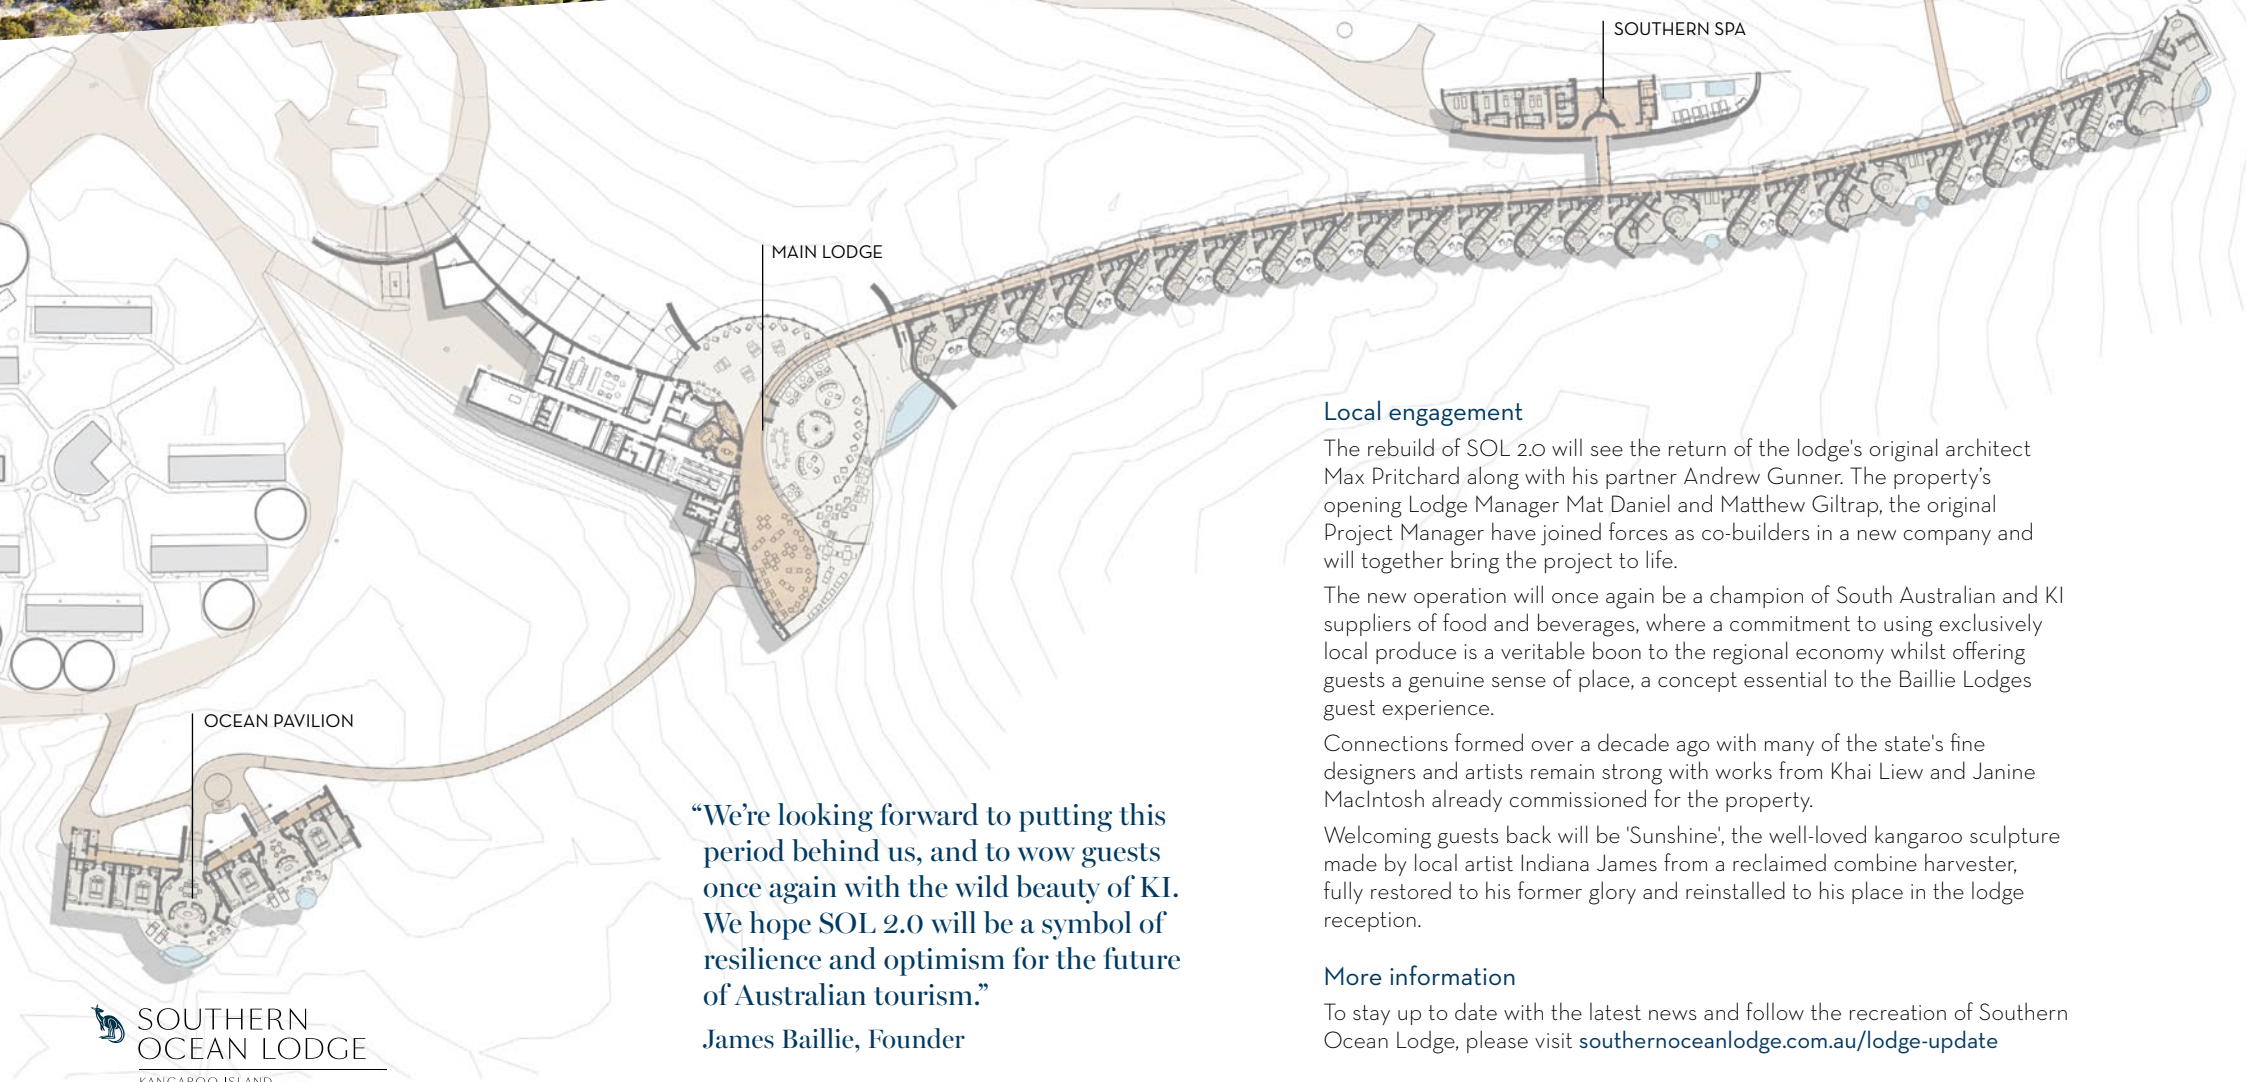 SOUTHERN SPA
MAIN LODGE
OCEAN PAVILION
SOUTHERN
OCEAN LODGE
KANGAROO ISLAND
“We’re looking forward to putting this
period behind us, and to wow guests
once again with the wild beauty of KI.
We hope SOL 2.0 will be a symbol of
resilience and optimism for the future
of Australian tourism.”
James Baillie, Founder
Local engagement
The rebuild of SOL 2.0 will see the return of the lodge's original architect
Max Pritchard along with his partner Andrew Gunner. The property’s
opening Lodge Manager Mat Daniel and Matthew Giltrap, the original
Project Manager have joined forces as co-builders in a new company and
will together bring the project to life.
The new operation will once again be a champion of South Australian and KI
suppliers of food and beverages, where a commitment to using exclusively
local produce is a veritable boon to the regional economy whilst offering
guests a genuine sense of place, a concept essential to the Baillie Lodges
guest experience.
Connections formed over a decade ago with many of the state's fine
designers and artists remain strong with works from Khai Liew and Janine
MacIntosh already commissioned for the property.
Welcoming guests back will be 'Sunshine', the well-loved kangaroo sculpture
made by local artist Indiana James from a reclaimed combine harvester,
fully restored to his former glory and reinstalled to his place in the lodge
reception.
More information
To stay up to date with the latest news and follow the recreation of Southern
Ocean Lodge, please visit southernoceanlodge.com.au/lodge-update